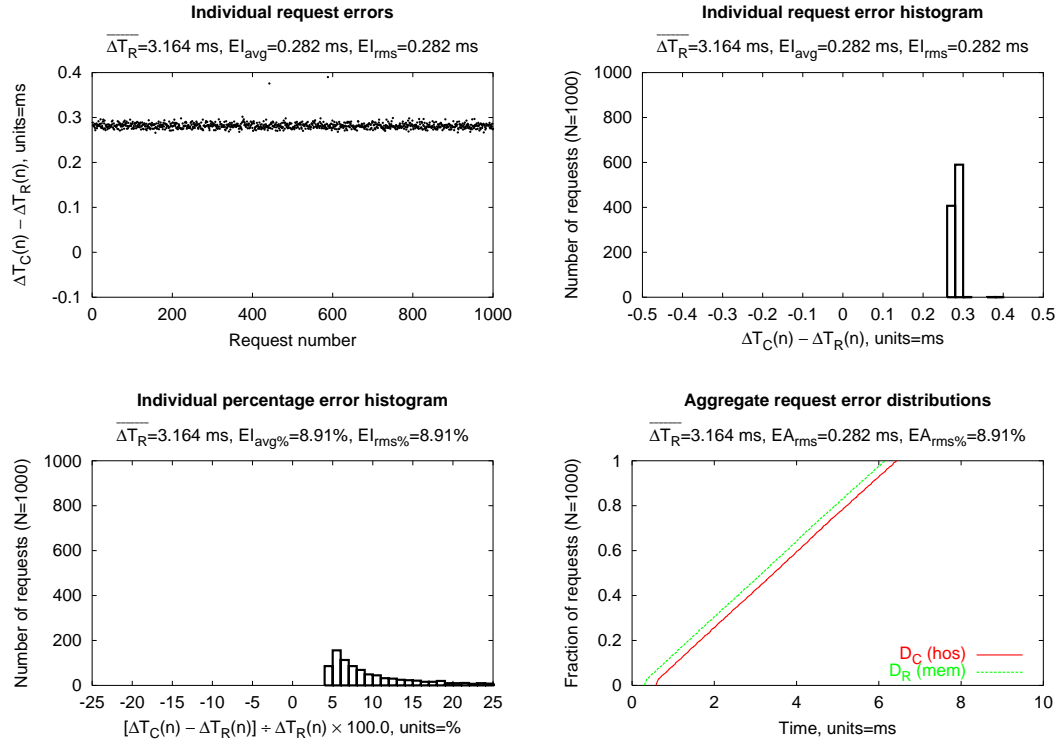 Individual request errors
ΔT_R=3.164 ms, EI_avg=0.282 ms, EI_rms=0.282 ms
ΔT_C(n) − ΔT_R(n), units=ms
0.4
0.3
0.2
0.1
0
-0.1
0 200 400 600 800 1000
Request number
Individual request error histogram
ΔT_R=3.164 ms, EI_avg=0.282 ms, EI_rms=0.282 ms
Number of requests (N=1000)
1000
800
600
400
200
0
-0.5 -0.4 -0.3 -0.2 -0.1 0 0.1 0.2 0.3 0.4 0.5
ΔT_C(n) − ΔT_R(n), units=ms
Individual percentage error histogram
ΔT_R=3.164 ms, EI_avg%=8.91%, EI_rms%=8.91%
Number of requests (N=1000)
1000
800
600
400
200
0
-25 -20 -15 -10 -5 0 5 10 15 20 25
[ΔT_C(n) − ΔT_R(n)] ÷ ΔT_R(n) × 100.0, units=%
Aggregate request error distributions
ΔT_R=3.164 ms, EA_rms=0.282 ms, EA_rms%=8.91%
Fraction of requests (N=1000)
1
0.8
0.6
0.4
0.2
0
D_C (hos)
D_R (mem)
0 2 4 6 8 10
Time, units=ms